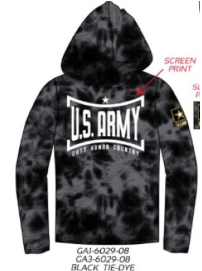 SCREEN
PRINT
U.S. ARMY
DUTY HONOR COUNTRY
GA1-6029-08
GA3-6029-08
BLACK TIE-DYE